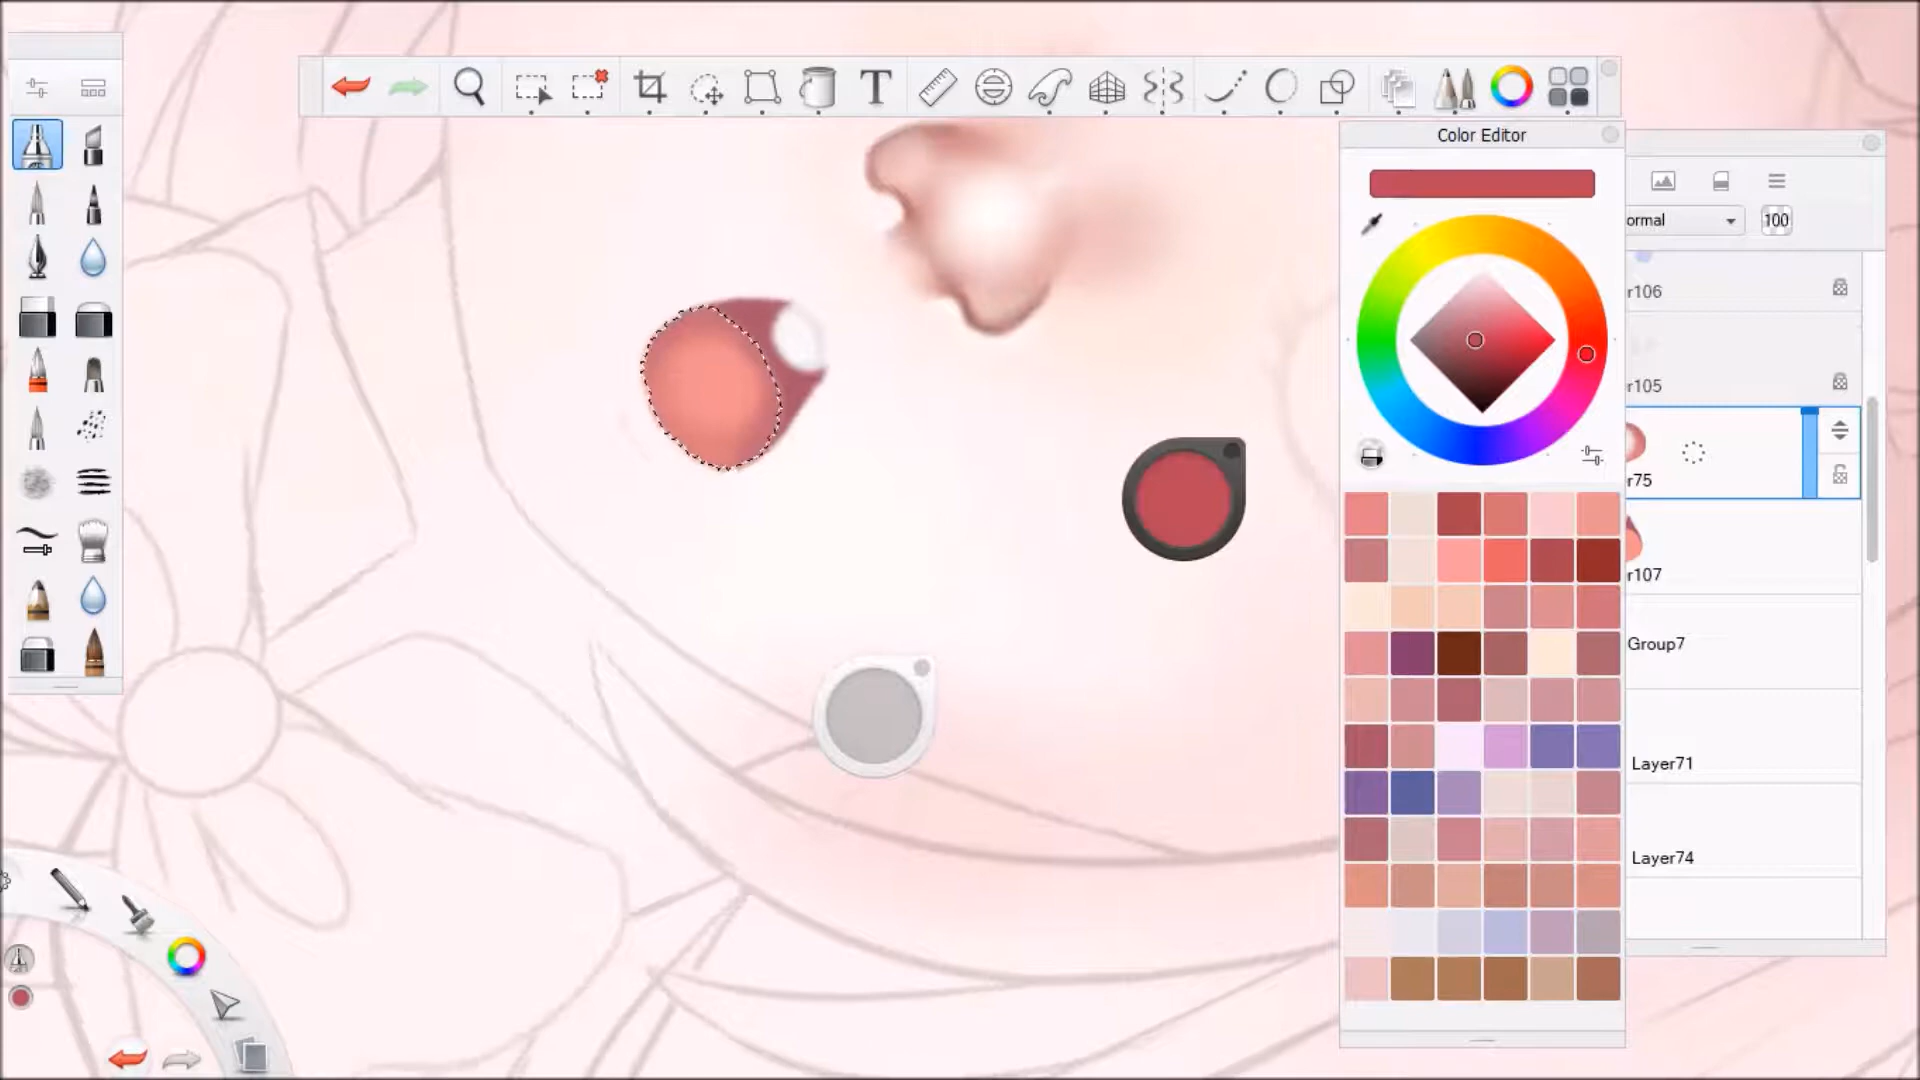 T
Color Editor
ormal
100
r106
r105
r75
r107
Group7
Layer71
Layer74